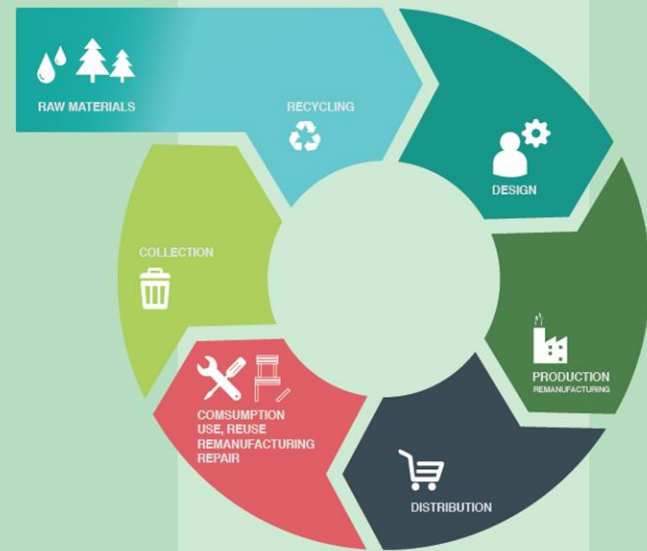 RAW MATERIALS
RECYCLING
DESIGN
PRODUCTION
REMANUFACTURING
DISTRIBUTION
COMSUMPTION
USE, REUSE
REMANUFACTURING
REPAIR
COLLECTION